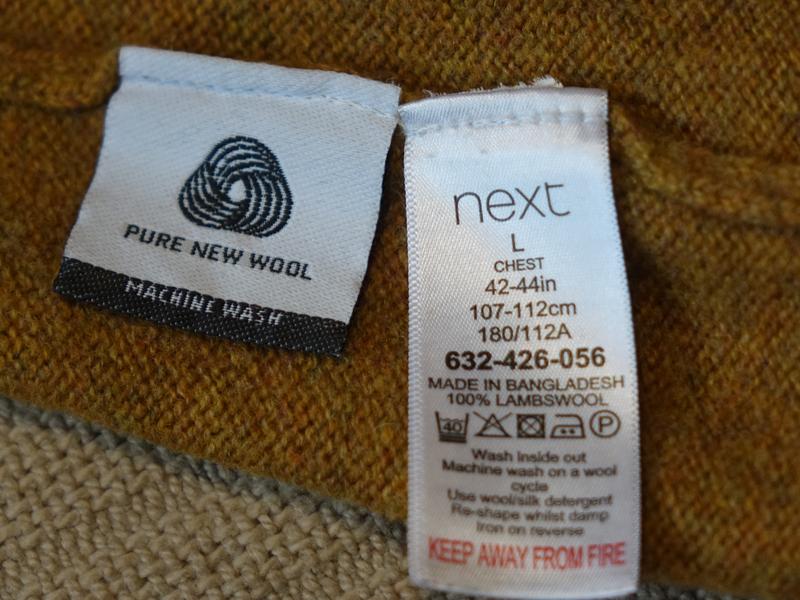 PURE NEW WOOL
MACHINE WASH
next
L
CHEST
42-44in
107-112cm
180/112A
632-426-056
MADE IN BANGLADESH
100% LAMBSWOOL
40 P
Wash Inside out
Machine wash on a wool
cycle
Use wool/silk detergent
Re-shape whilst damp
Iron on reverse
KEEP AWAY FROM FIRE